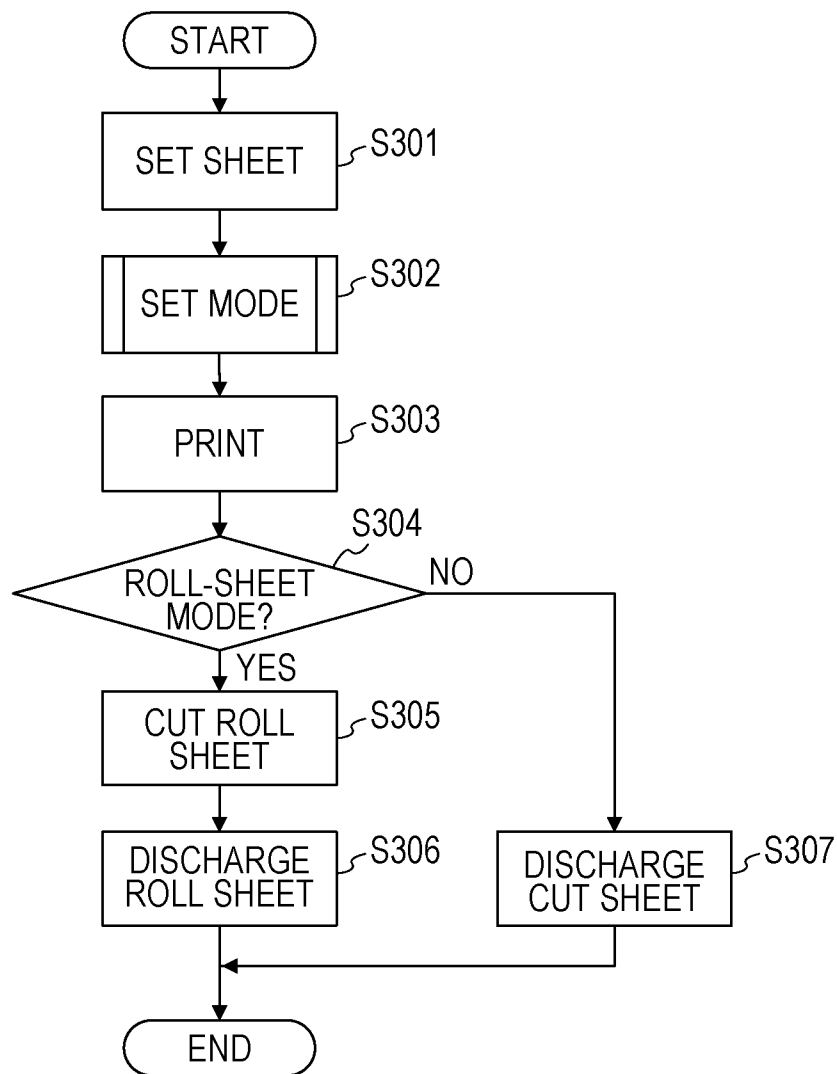 START
SET SHEET
S301
SET MODE
S302
PRINT
S303
S304
ROLL-SHEET
MODE?
NO
YES
CUT ROLL
SHEET
S305
DISCHARGE
ROLL SHEET
S306
DISCHARGE
CUT SHEET
S307
END